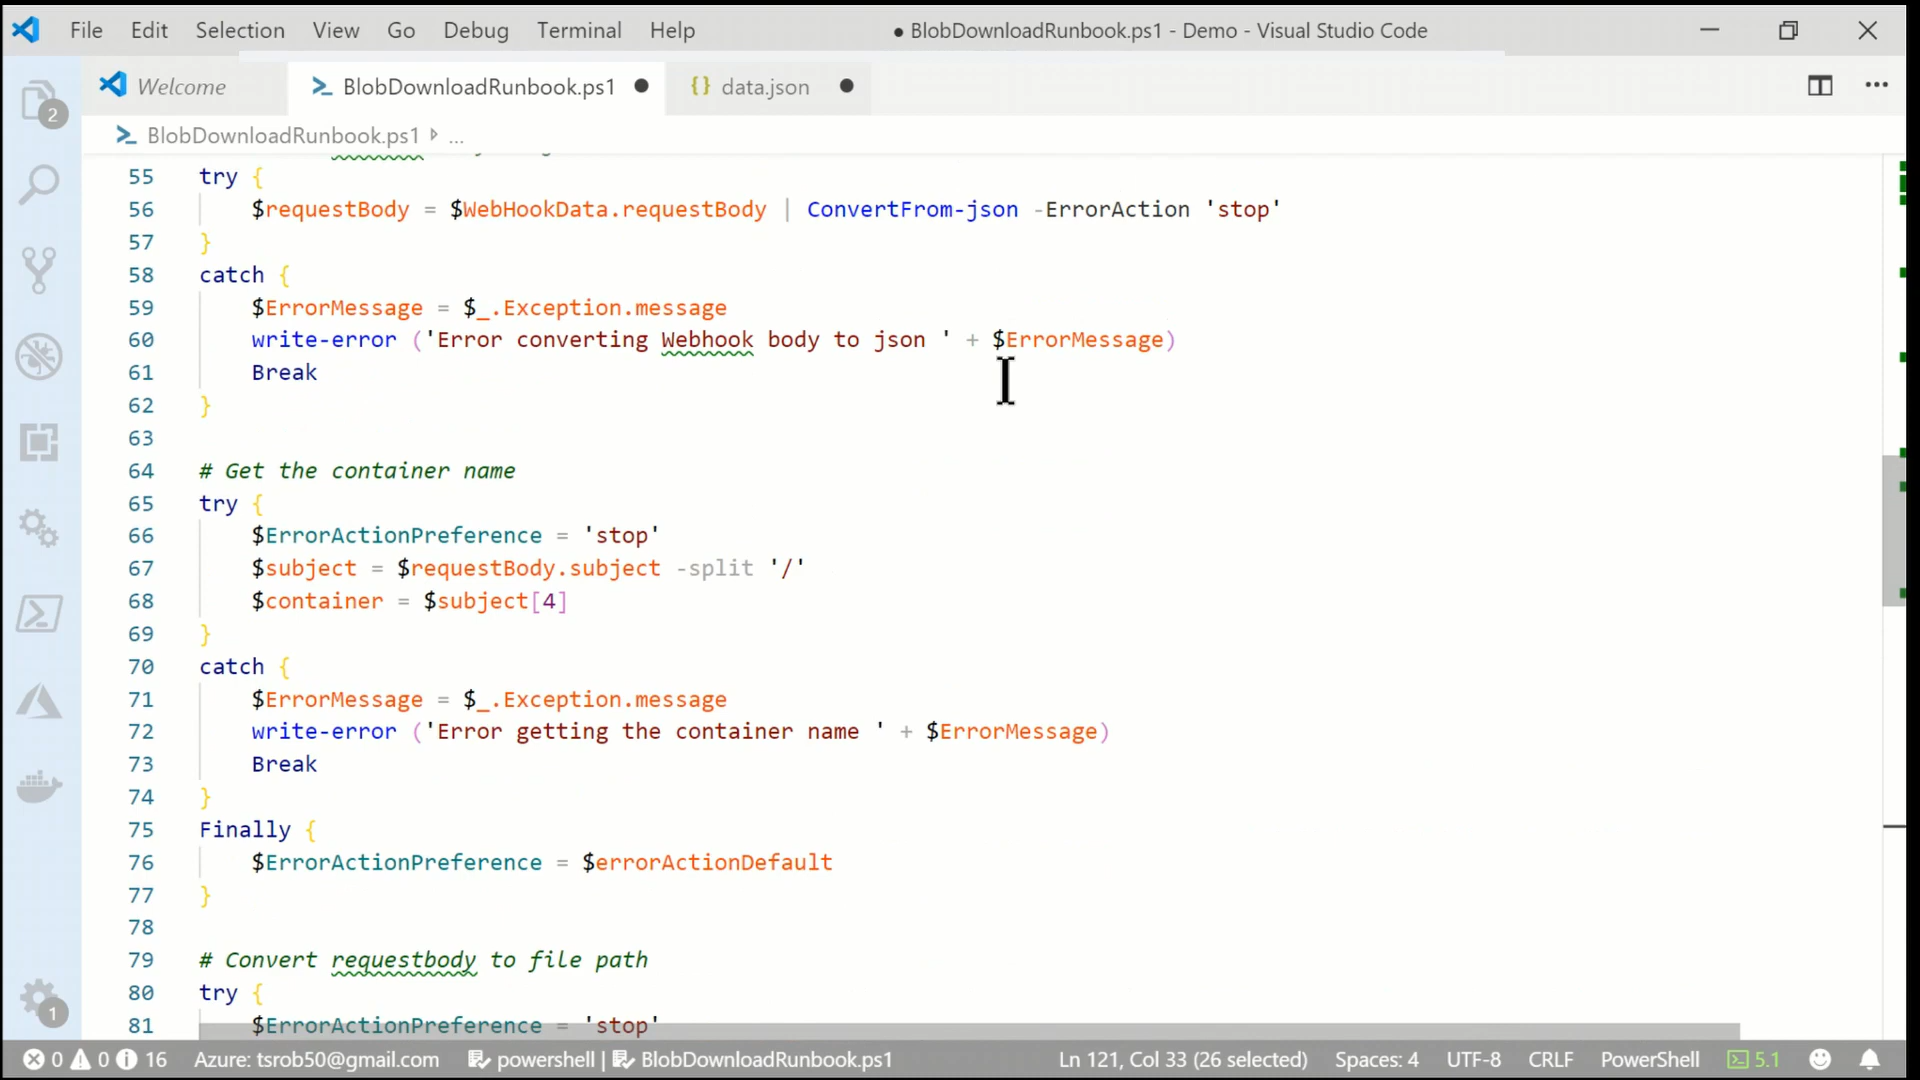 File Edit Selection View Go Debug Terminal Help ● BlobDownloadRunbook.ps1 - Demo - Visual Studio Code
Welcome BlobDownloadRunbook.ps1 ● {} data.json ●
BlobDownloadRunbook.ps1 ...
2
55 try {
56 $requestBody = $WebHookData.requestBody | ConvertFrom-json -ErrorAction 'stop'
57 }
58 catch {
59 $ErrorMessage = $_.Exception.message
60 write-error ('Error converting Webhook body to json ' + $ErrorMessage)
61 Break
62 }
63
64 # Get the container name
65 try {
66 $ErrorActionPreference = 'stop'
67 $subject = $requestBody.subject -split '/'
68 $container = $subject[4]
69 }
70 catch {
71 $ErrorMessage = $_.Exception.message
72 write-error ('Error getting the container name ' + $ErrorMessage)
73 Break
74 }
75 Finally {
76 $ErrorActionPreference = $errorActionDefault
77 }
78
79 # Convert requestbody to file path
80 try {
81 $ErrorActionPreference = 'stop'
1
0 0 16 Azure: tsrob50@gmail.com powershell | BlobDownloadRunbook.ps1 Ln 121, Col 33 (26 selected) Spaces: 4 UTF-8 CRLF PowerShell 5.1